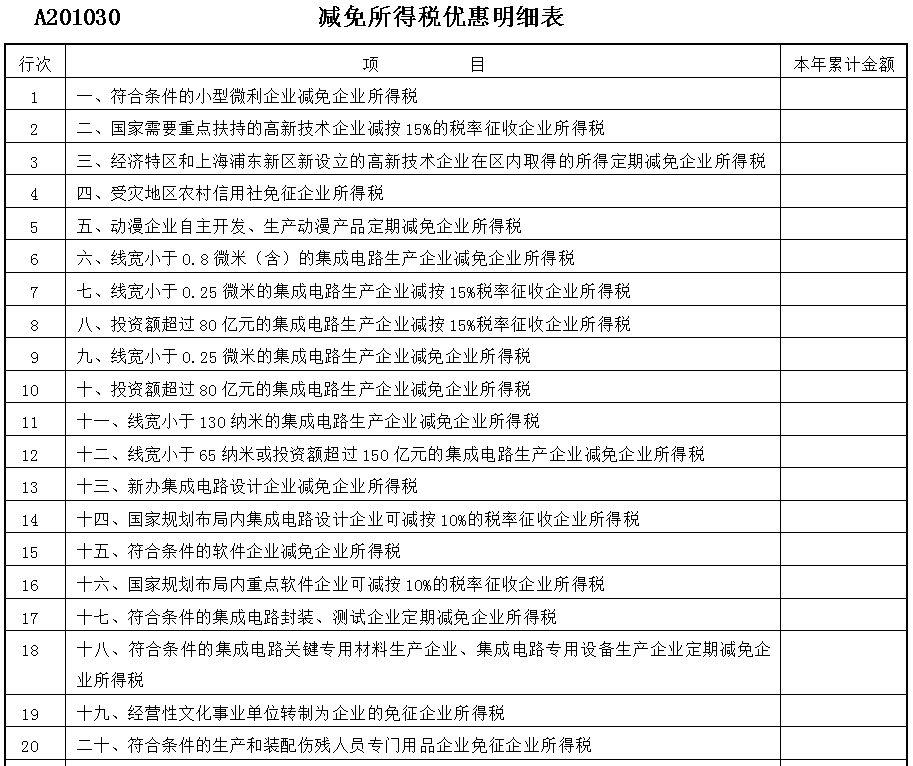 A201030 减免所得税优惠明细表
行次 项 目 本年累计金额
1 一、符合条件的小型微利企业减免企业所得税
2 二、国家需要重点扶持的高新技术企业减按15%的税率征收企业所得税
3 三、经济特区和上海浦东新区新设立的高新技术企业在区内取得的所得定期减免企业所得税
4 四、受灾地区农村信用社免征企业所得税
5 五、动漫企业自主开发、生产动漫产品定期减免企业所得税
6 六、线宽小于0.8微米（含）的集成电路生产企业减免企业所得税
7 七、线宽小于0.25微米的集成电路生产企业减按15%税率征收企业所得税
8 八、投资额超过80亿元的集成电路生产企业减按15%税率征收企业所得税
9 九、线宽小于0.25微米的集成电路生产企业减免企业所得税
10 十、投资额超过80亿元的集成电路生产企业减免企业所得税
11 十一、线宽小于130纳米的集成电路生产企业减免企业所得税
12 十二、线宽小于65纳米或投资额超过150亿元的集成电路生产企业减免企业所得税
13 十三、新办集成电路设计企业减免企业所得税
14 十四、国家规划布局内集成电路设计企业可减按10%的税率征收企业所得税
15 十五、符合条件的软件企业减免企业所得税
16 十六、国家规划布局内重点软件企业可减按10%的税率征收企业所得税
17 十七、符合条件的集成电路封装、测试企业定期减免企业所得税
18 十八、符合条件的集成电路关键专用材料生产企业、集成电路专用设备生产企业定期减免企
业所得税
19 十九、经营性文化事业单位转制为企业的免征企业所得税
20 二十、符合条件的生产和装配伤残人员专门用品企业免征企业所得税